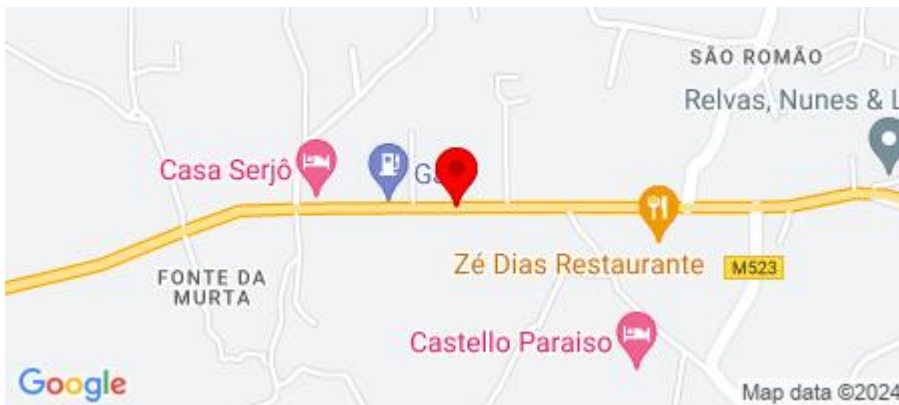 SÃO ROMÃO
Relvas, Nunes & L
Casa Serjô
Zé Dias Restaurante
M523
FONTE DA
MURTA
Castello Paraiso
Google
Map data ©2024